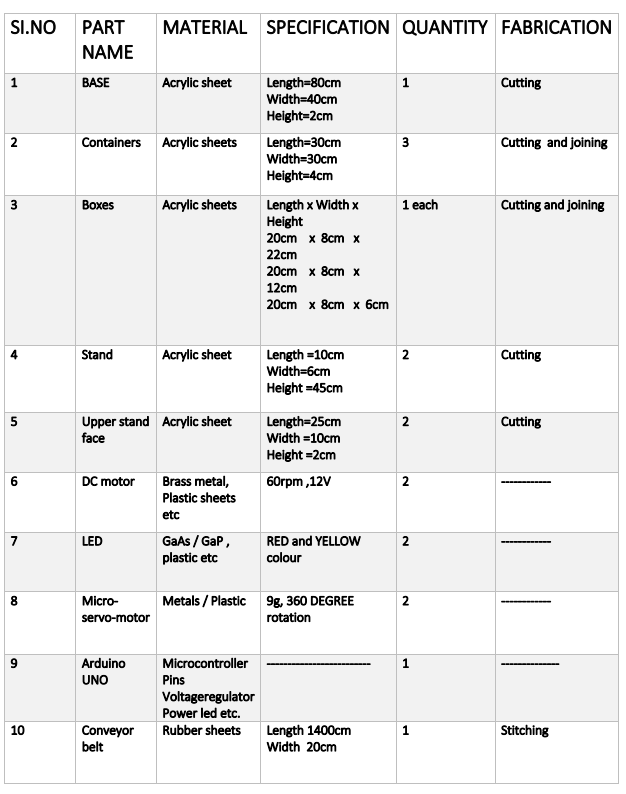 SI.NO PART NAME MATERIAL SPECIFICATION QUANTITY FABRICATION
1 BASE Acrylic sheet Length=80cm 1 Cutting
Width=40cm
Height=2cm
2 Containers Acrylic sheets Length=30cm 3 Cutting and joining
Width=30cm
Height=4cm
3 Boxes Acrylic sheets Length x Width x 1 each Cutting and joining
Height
20cm x 8cm x
22cm
20cm x 8cm x
12cm
20cm x 8cm x 6cm
4 Stand Acrylic sheet Length =10cm 2 Cutting
Width=6cm
Height =45cm
5 Upper stand Acrylic sheet Length=25cm 2 Cutting
face Width =10cm
Height =2cm
6 DC motor Brass metal, 60rpm ,12V 2 ------------
Plastic sheets
etc
7 LED GaAs / GaP , RED and YELLOW 2 ------------
plastic etc colour
8 Micro- Metals / Plastic 9g, 360 DEGREE 2 ------------
servo-motor rotation
9 Arduino Microcontroller ------------------------- 1 --------------
UNO Pins
Voltageregulator
Power led etc.
10 Conveyor Rubber sheets Length 1400cm 1 Stitching
belt Width 20cm